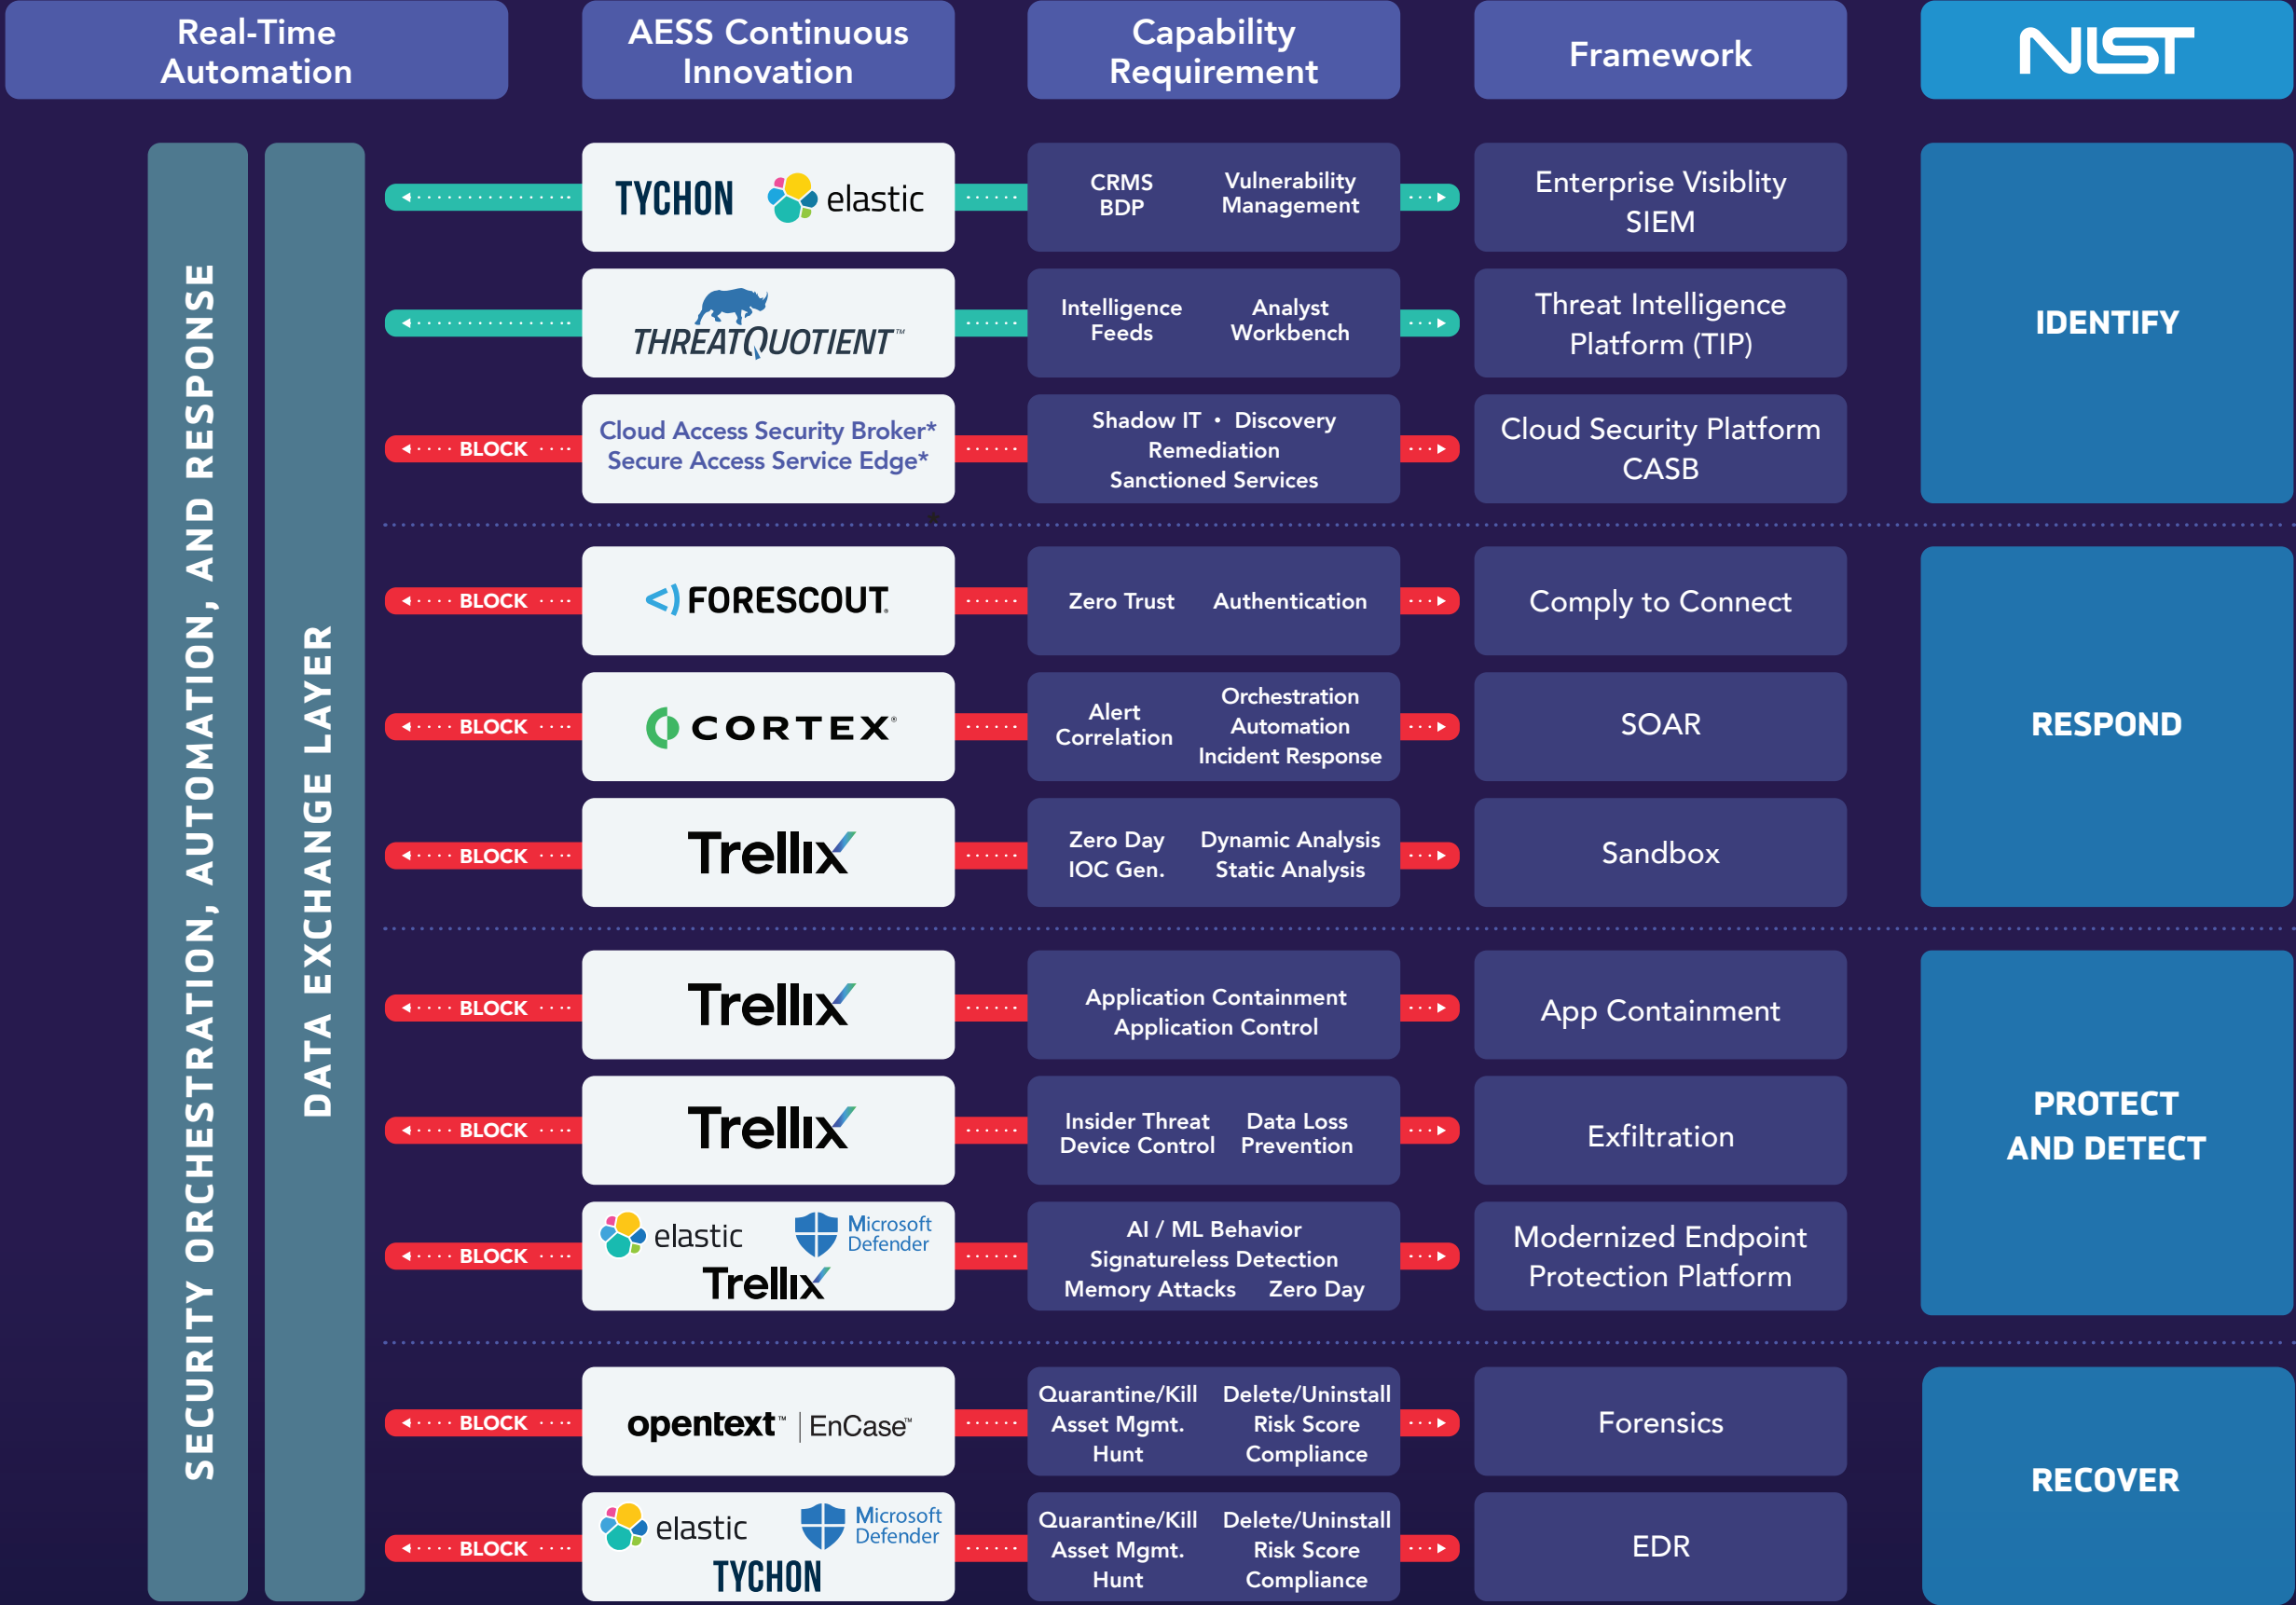 Real-Time
Automation
AESS Continuous
Innovation
Capability
Requirement
Framework
NIST
SECURITY ORCHESTRATION, AUTOMATION, AND RESPONSE
DATA EXCHANGE LAYER
TYCHON elastic
CRMS
BDP
Vulnerability
Management
Enterprise Visiblity
SIEM
THREATQUOTIENT™
Intelligence
Feeds
Analyst
Workbench
Threat Intelligence
Platform (TIP)
IDENTIFY
BLOCK
Cloud Access Security Broker*
Secure Access Service Edge*
Shadow IT • Discovery
Remediation
Sanctioned Services
Cloud Security Platform
CASB
BLOCK
FORESCOUT®
Zero Trust Authentication
Comply to Connect
BLOCK
CORTEX®
Alert
Correlation
Orchestration
Automation
Incident Response
SOAR
RESPOND
BLOCK
Trellix
Zero Day
IOC Gen.
Dynamic Analysis
Static Analysis
Sandbox
BLOCK
Trellix
Application Containment
Application Control
App Containment
BLOCK
Trellix
Insider Threat
Device Control
Data Loss
Prevention
Exfiltration
PROTECT
AND DETECT
BLOCK
elastic
Microsoft
Defender
Trellix
AI / ML Behavior
Signatureless Detection
Memory Attacks Zero Day
Modernized Endpoint
Protection Platform
BLOCK
opentext™ | EnCase™
Quarantine/Kill
Asset Mgmt.
Hunt
Delete/Uninstall
Risk Score
Compliance
Forensics
RECOVER
BLOCK
elastic
Microsoft
Defender
TYCHON
Quarantine/Kill
Asset Mgmt.
Hunt
Delete/Uninstall
Risk Score
Compliance
EDR